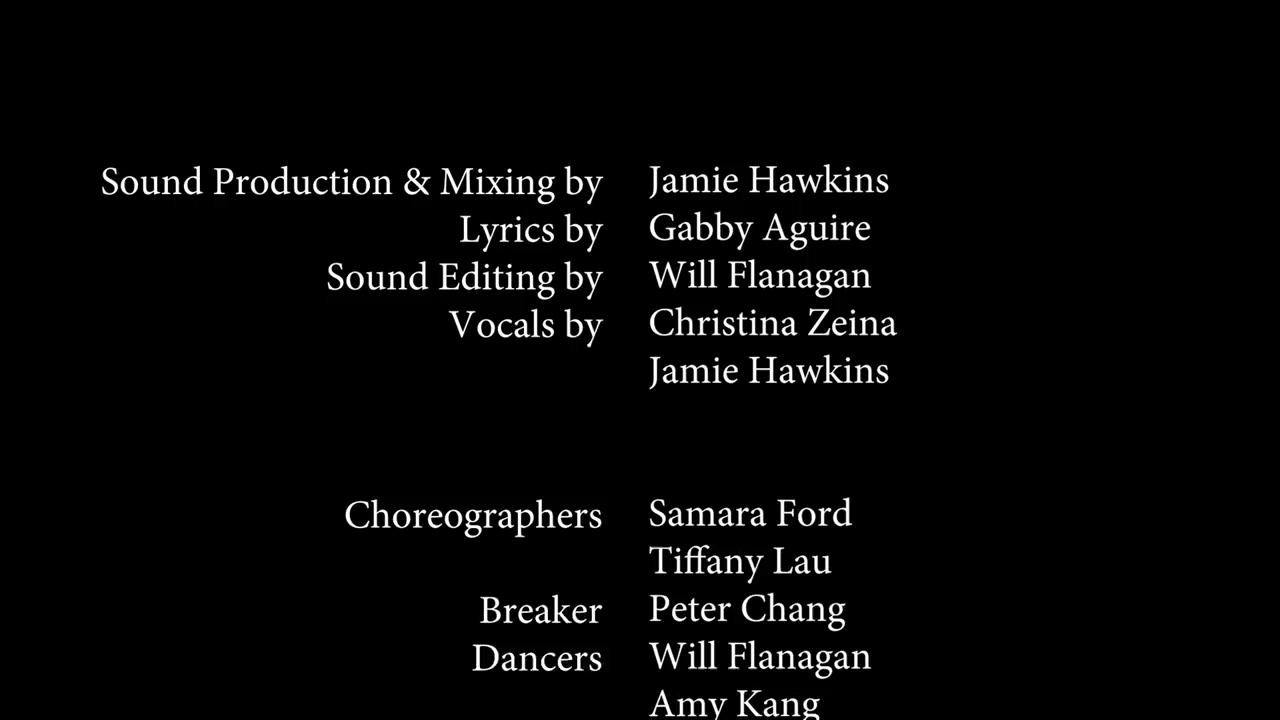 Sound Production & Mixing by Jamie Hawkins
Lyrics by Gabby Aguire
Sound Editing by Will Flanagan
Vocals by Christina Zeina
Jamie Hawkins
Choreographers Samara Ford
Tiffany Lau
Breaker Peter Chang
Dancers Will Flanagan
Amy Kang